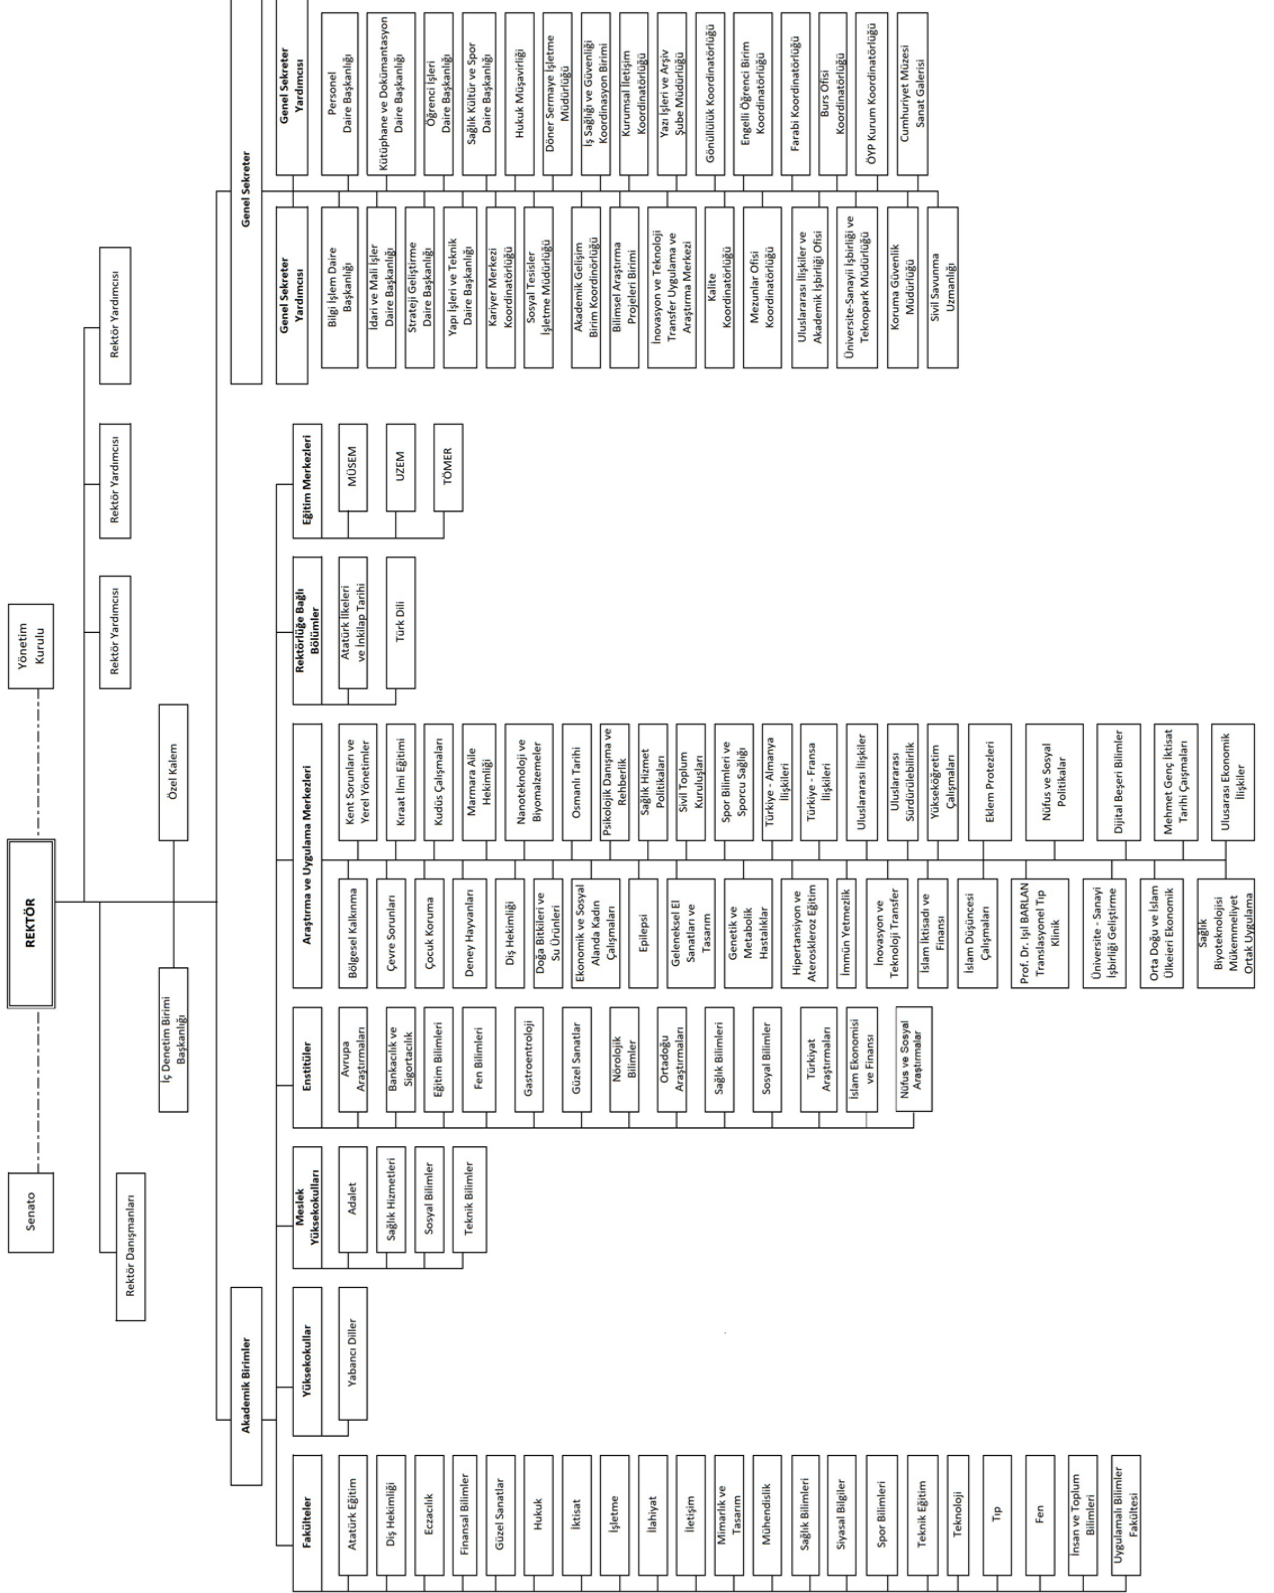 Senato
REKTÖR
Yönetim
Kurulu
Rektör Danışmanları
Rektör Yardımcısı
Rektör Yardımcısı
Rektör Yardımcısı
İç Denetim Birimi
Başkanlığı
Özel Kalem
Akademik Birimler
Genel Sekreter
Fakülteler
Atatürk Eğitim
Diş Hekimliği
Eczacılık
Finansal Bilimler
Güzel Sanatlar
Hukuk
İktisat
İşletme
İlahiyat
İletişim
Mimarlık ve
Tasarım
Mühendislik
Sağlık Bilimleri
Siyasal Bilgiler
Spor Bilimleri
Teknik Eğitim
Teknoloji
Tıp
Fen
İnsan ve Toplum
Bilimleri
Uygulamalı Bilimler
Fakültesi
Yüksekokullar
Yabancı Diller
Meslek
Yüksekokulları
Adalet
Sağlık Hizmetleri
Sosyal Bilimler
Teknik Bilimler
Enstitüler
Avrupa
Araştırmaları
Bankacılık ve
Sigortacılık
Eğitim Bilimleri
Fen Bilimleri
Gastroentroloji
Güzel Sanatlar
Nörolojik
Bilimler
Ortadoğu
Araştırmaları
Sağlık Bilimleri
Sosyal Bilimler
Türkiyat
Araştırmaları
İslam Ekonomisi
ve Finansı
Nüfus ve Sosyal
Araştırmalar
Araştırma ve Uygulama Merkezleri
Bölgesel Kalkınma
Çevre Sorunları
Çocuk Koruma
Deney Hayvanları
Diş Hekimliği
Doğa Bitkileri ve
Su Ürünleri
Ekonomik ve Sosyal
Alanda Kadın
Çalışmaları
Epilepsi
Geleneksel El
Sanatları ve
Tasarım
Genetik ve
Metabolik
Hastalıklar
Hipertansiyon ve
Ateroskleroz Eğitim
İmmün Yetmezlik
İnovasyon ve
Teknoloji Transfer
İslam İktisadı ve
Finansı
İslam Düşüncesi
Çalışmaları
Prof. Dr. Işıl BARLAN
Translasyonel Tıp
Klinik
Üniversite - Sanayi
İşbirliği Geliştirme
Orta Doğu ve İslam
Ülkeieri Ekonomik
Sağlık
Biyoteknolojisi
Mükemmeliyet
Ortak Uygulama
Kent Sorunları ve
Yerel Yönetimler
Kıraat İlmi Eğitimi
Kudüs Çalışmaları
Marmara Aile
Hekimliği
Nanoteknoloji ve
Biyomalzemeler
Osmanlı Tarihi
Psikolojik Danışma ve
Rehberlik
Sağlık Hizmet
Politikaları
Sivil Toplum
Kuruluşları
Spor Bilimleri ve
Sporcu Sağlığı
Türkiye - Almanya
İlişkileri
Türkiye - Fransa
İlişkileri
Uluslararası İlişkiler
Uluslararası
Sürdürülebilirlik
Yükseköğretim
Çalışmaları
Eklem Protezleri
Nüfus ve Sosyal
Politikalar
Dijital Beşeri Bilimler
Mehmet Genç İktisat
Tarihi Çaışmaları
Ulusarası Ekonomik
İlişkiler
Rektörlüğe Bağlı
Bölümler
Atatürk İlkeleri
ve İnkilap Tarihi
Türk Dili
Eğitim Merkezleri
MÜSEM
UZEM
TÖMER
Genel Sekreter
Yardımcısı
Bilgi İşlem Daire
Başkanlığı
İdari ve Mali İşler
Daire Başkanlığı
Strateji Geliştirme
Daire Başkanlığı
Yapı İşleri ve Teknik
Daire Başkanlığı
Kariyer Merkezi
Koordinatörlüğü
Sosyal Tesisler
İşletme Müdürlüğü
Akademik Gelişim
Birim Koordinörlüğü
Bilimsel Araştırma
Projeleri Birimi
İnovasyon ve Teknoloji
Transfer Uygulama ve
Araştırma Merkezi
Kalite
Koordinatörlüğü
Mezunlar Ofisi
Koordinatörlüğü
Uluslararası İlişkiler ve
Akademik İşbirliği Ofisi
Üniversite-Sanayii İşbirliği ve
Teknopark Müdürlüğü
Koruma Güvenlik
Müdürlüğü
Sivil Savunma
Uzmanlığı
Genel Sekreter
Yardımcısı
Personel
Daire Başkanlığı
Kütüphane ve Dokümantasyon
Daire Başkanlığı
Öğrenci İşleri
Daire Başkanlığı
Sağlık Kültür ve Spor
Daire Başkanlığı
Hukuk Müşavirliği
Döner Sermaye İşletme
Müdürlüğü
İş Sağlığı ve Güvenliği
Koordinasyon Birimi
Kurumsal İletişim
Koordinatörlüğü
Yazı İşleri ve Arşiv
Şube Müdürlüğü
Gönüllülük Koordinatörlüğü
Engelli Öğrenci Birim
Koordinatörlüğü
Farabi Koordinatörlüğü
Burs Ofisi
Koordinatörlüğü
ÖYP Kurum Koordinatörlüğü
Cumhuriyet Müzesi
Sanat Galerisi